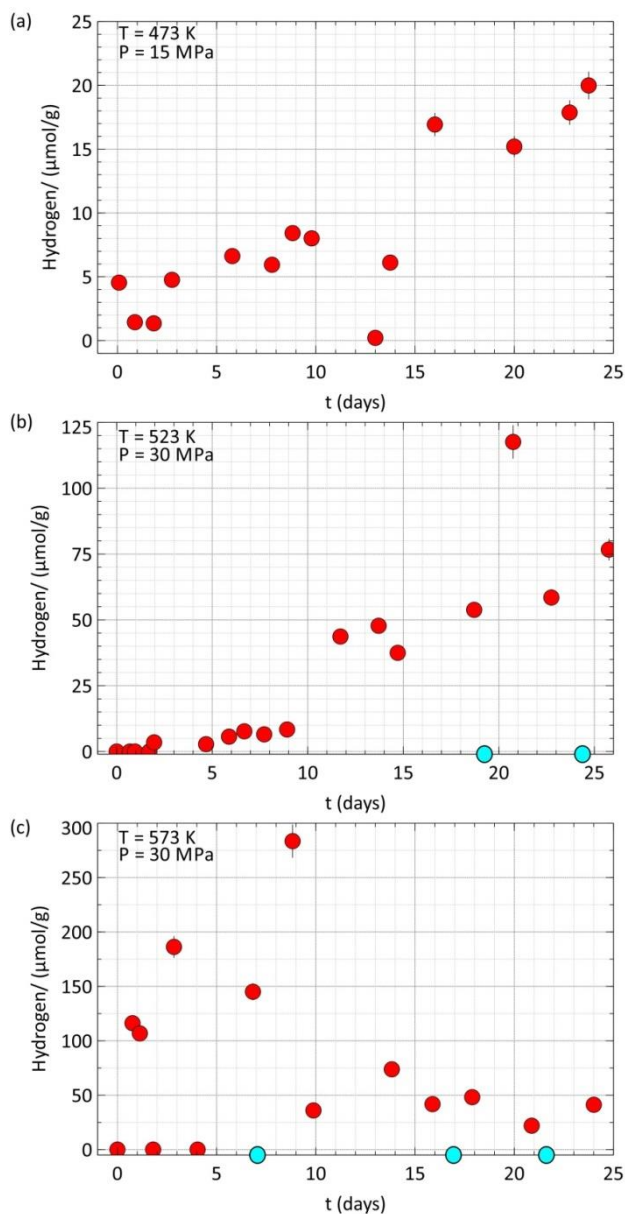 (a)
T = 473 K
P = 15 MPa
Hydrogen/ (μmol/g)
25
20
15
10
5
0
0 5 10 15 20 25
t (days)
(b)
T = 523 K
P = 30 MPa
Hydrogen/ (μmol/g)
125
100
75
50
25
0
0 5 10 15 20 25
t (days)
(c)
T = 573 K
P = 30 MPa
Hydrogen/ (μmol/g)
300
250
200
150
100
50
0
0 5 10 15 20 25
t (days)